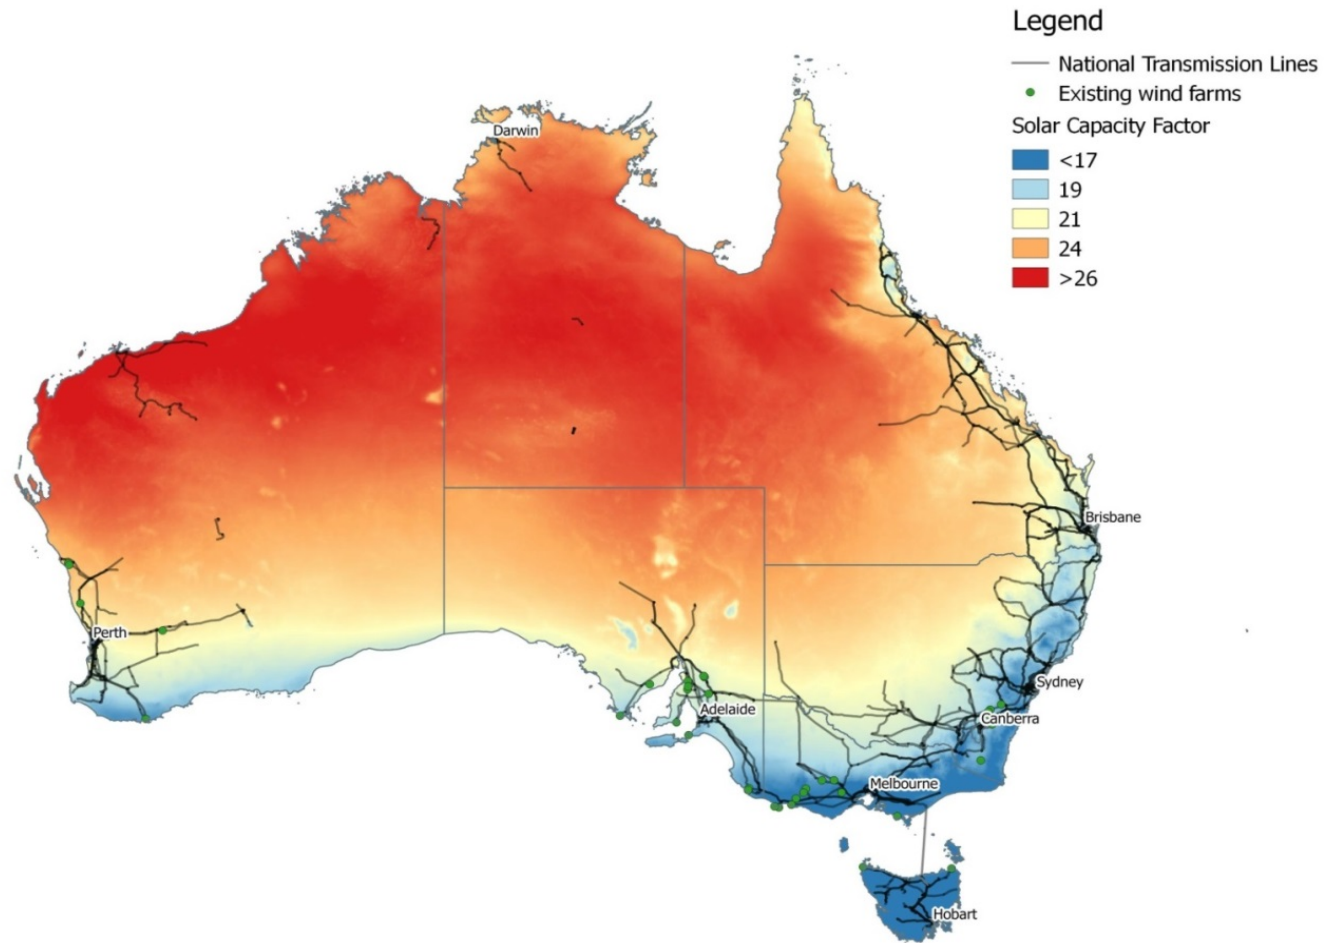 Legend
National Transmission Lines
Existing wind farms
Solar Capacity Factor
<17
19
21
24
>26
Darwin
Brisbane
Perth
Sydney
Adelaide
Canberra
Melbourne
Hobart